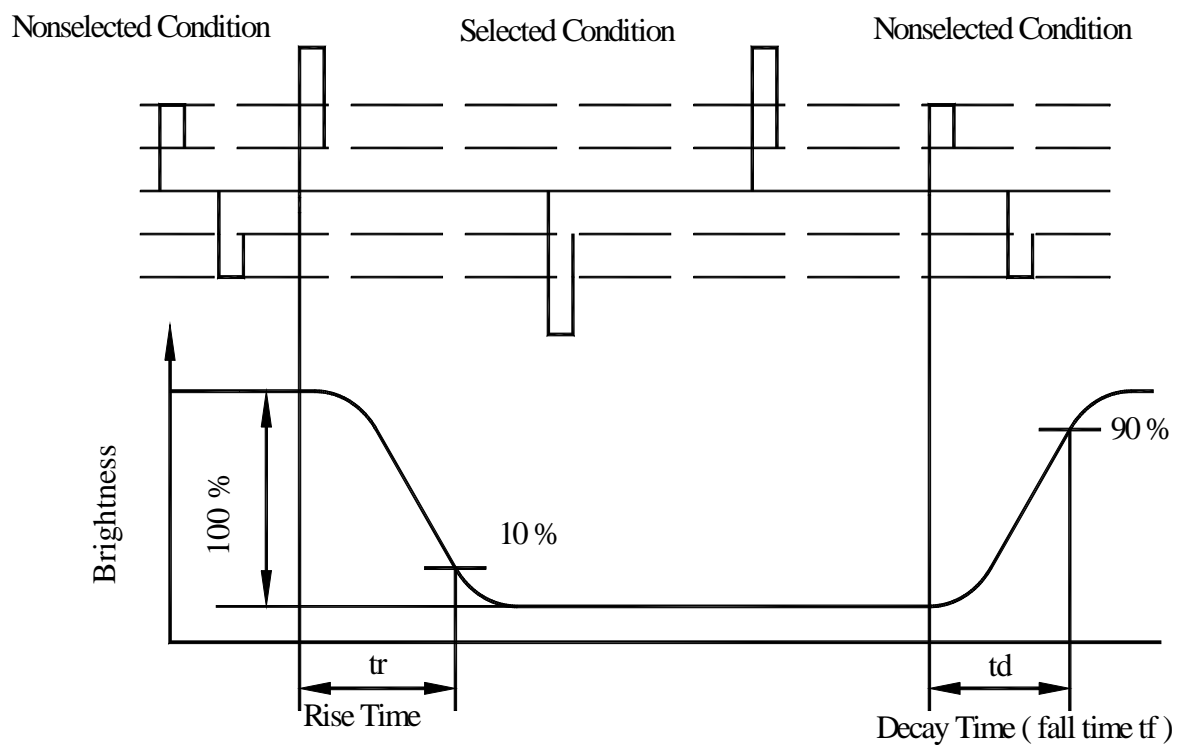 Nonselected Condition
Selected Condition
Nonselected Condition
Brightness
100 %
10 %
90 %
tr
Rise Time
td
Decay Time ( fall time tf )